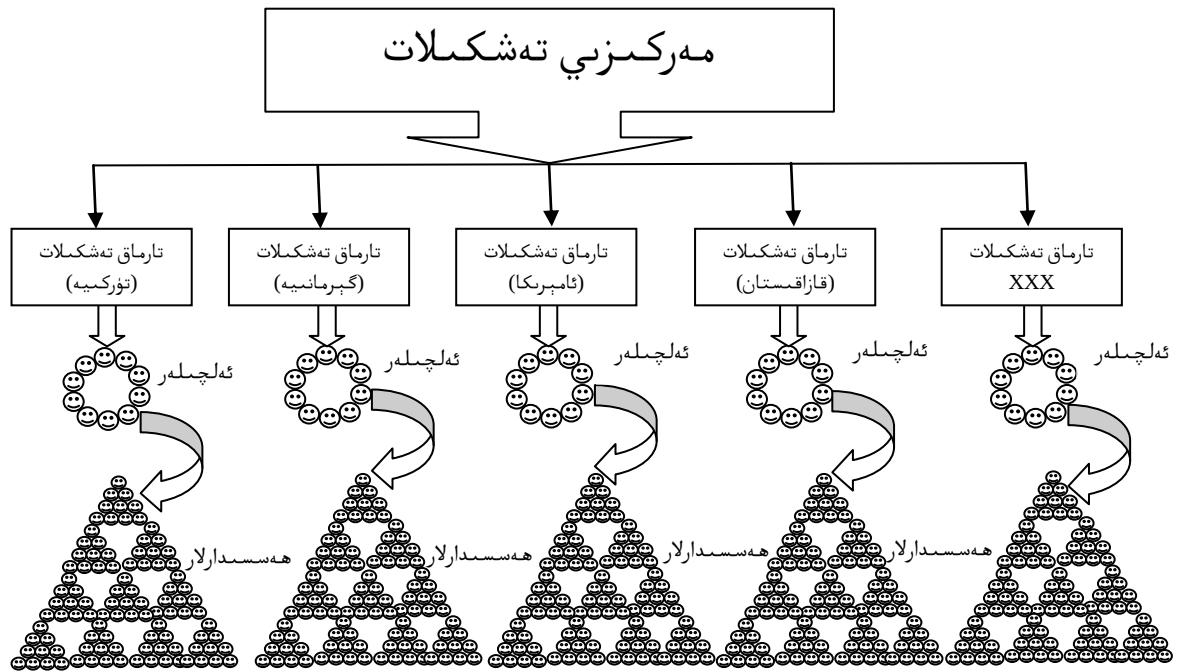 مەركىزىي تەشكىلات
تارماق تەشكىلات
(تۈركىيە)
تارماق تەشكىلات
(گېرمانىيە)
تارماق تەشكىلات
(ئامېرىكا)
تارماق تەشكىلات
(قازاقىستان)
تارماق تەشكىلات
XXX
ئەلچىلەر
ئەلچىلەر
ئەلچىلەر
ئەلچىلەر
ئەلچىلەر
ھەسسىدارلار
ھەسسىدارلار
ھەسسىدارلار
ھەسسىدارلار